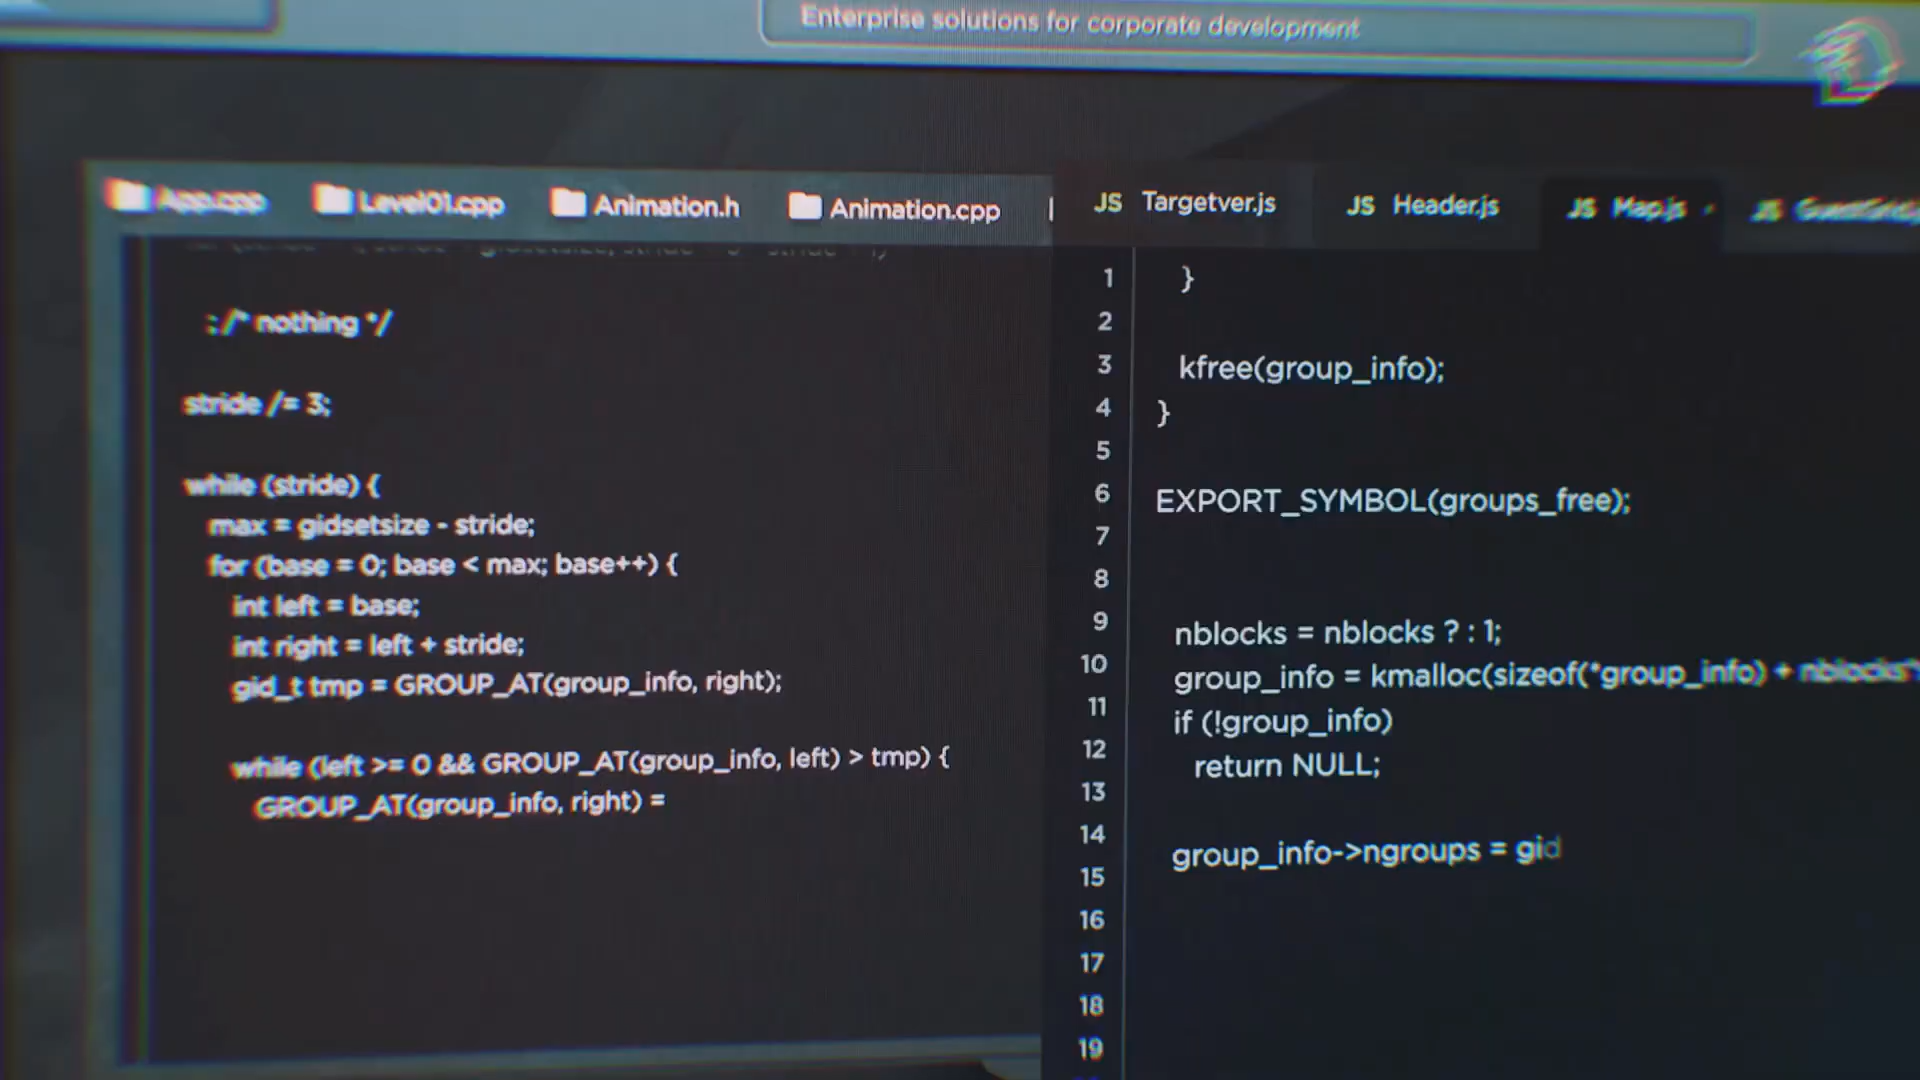 Enterprise solutions for corporate development
App.cpp Level01.cpp Animation.h Animation.cpp
: /* nothing */
stride /= 3;
while (stride) {
max = gidsetsize - stride;
for (base = 0; base < max; base++) {
int left = base;
int right = left + stride;
gid_t tmp = GROUP_AT(group_info, right);
while (left >= 0 && GROUP_AT(group_info, left) > tmp) {
GROUP_AT(group_info, right) =
JS Targetver.js JS Header.js JS Map.js JS
1 }
2
3 kfree(group_info);
4 }
5
6 EXPORT_SYMBOL(groups_free);
7
8
9 nblocks = nblocks ? : 1;
10 group_info = kmalloc(sizeof(*group_info) + nblocks*
11 if (!group_info)
12 return NULL;
13
14 group_info->ngroups = gid
15
16
17
18
19